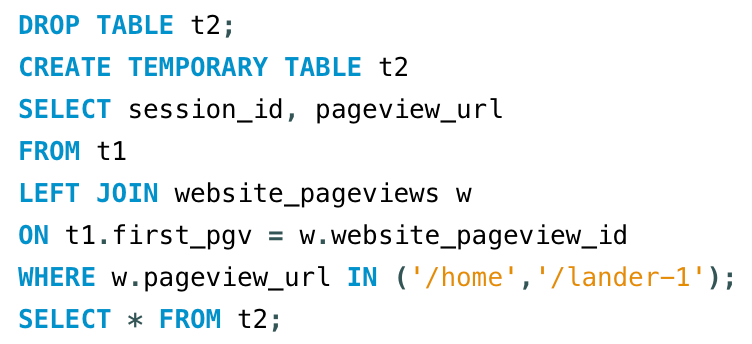 DROP TABLE t2;
CREATE TEMPORARY TABLE t2
SELECT session_id, pageview_url
FROM t1
LEFT JOIN website_pageviews w
ON t1.first_pgv = w.website_pageview_id
WHERE w.pageview_url IN ('/home','/lander-1');
SELECT * FROM t2;